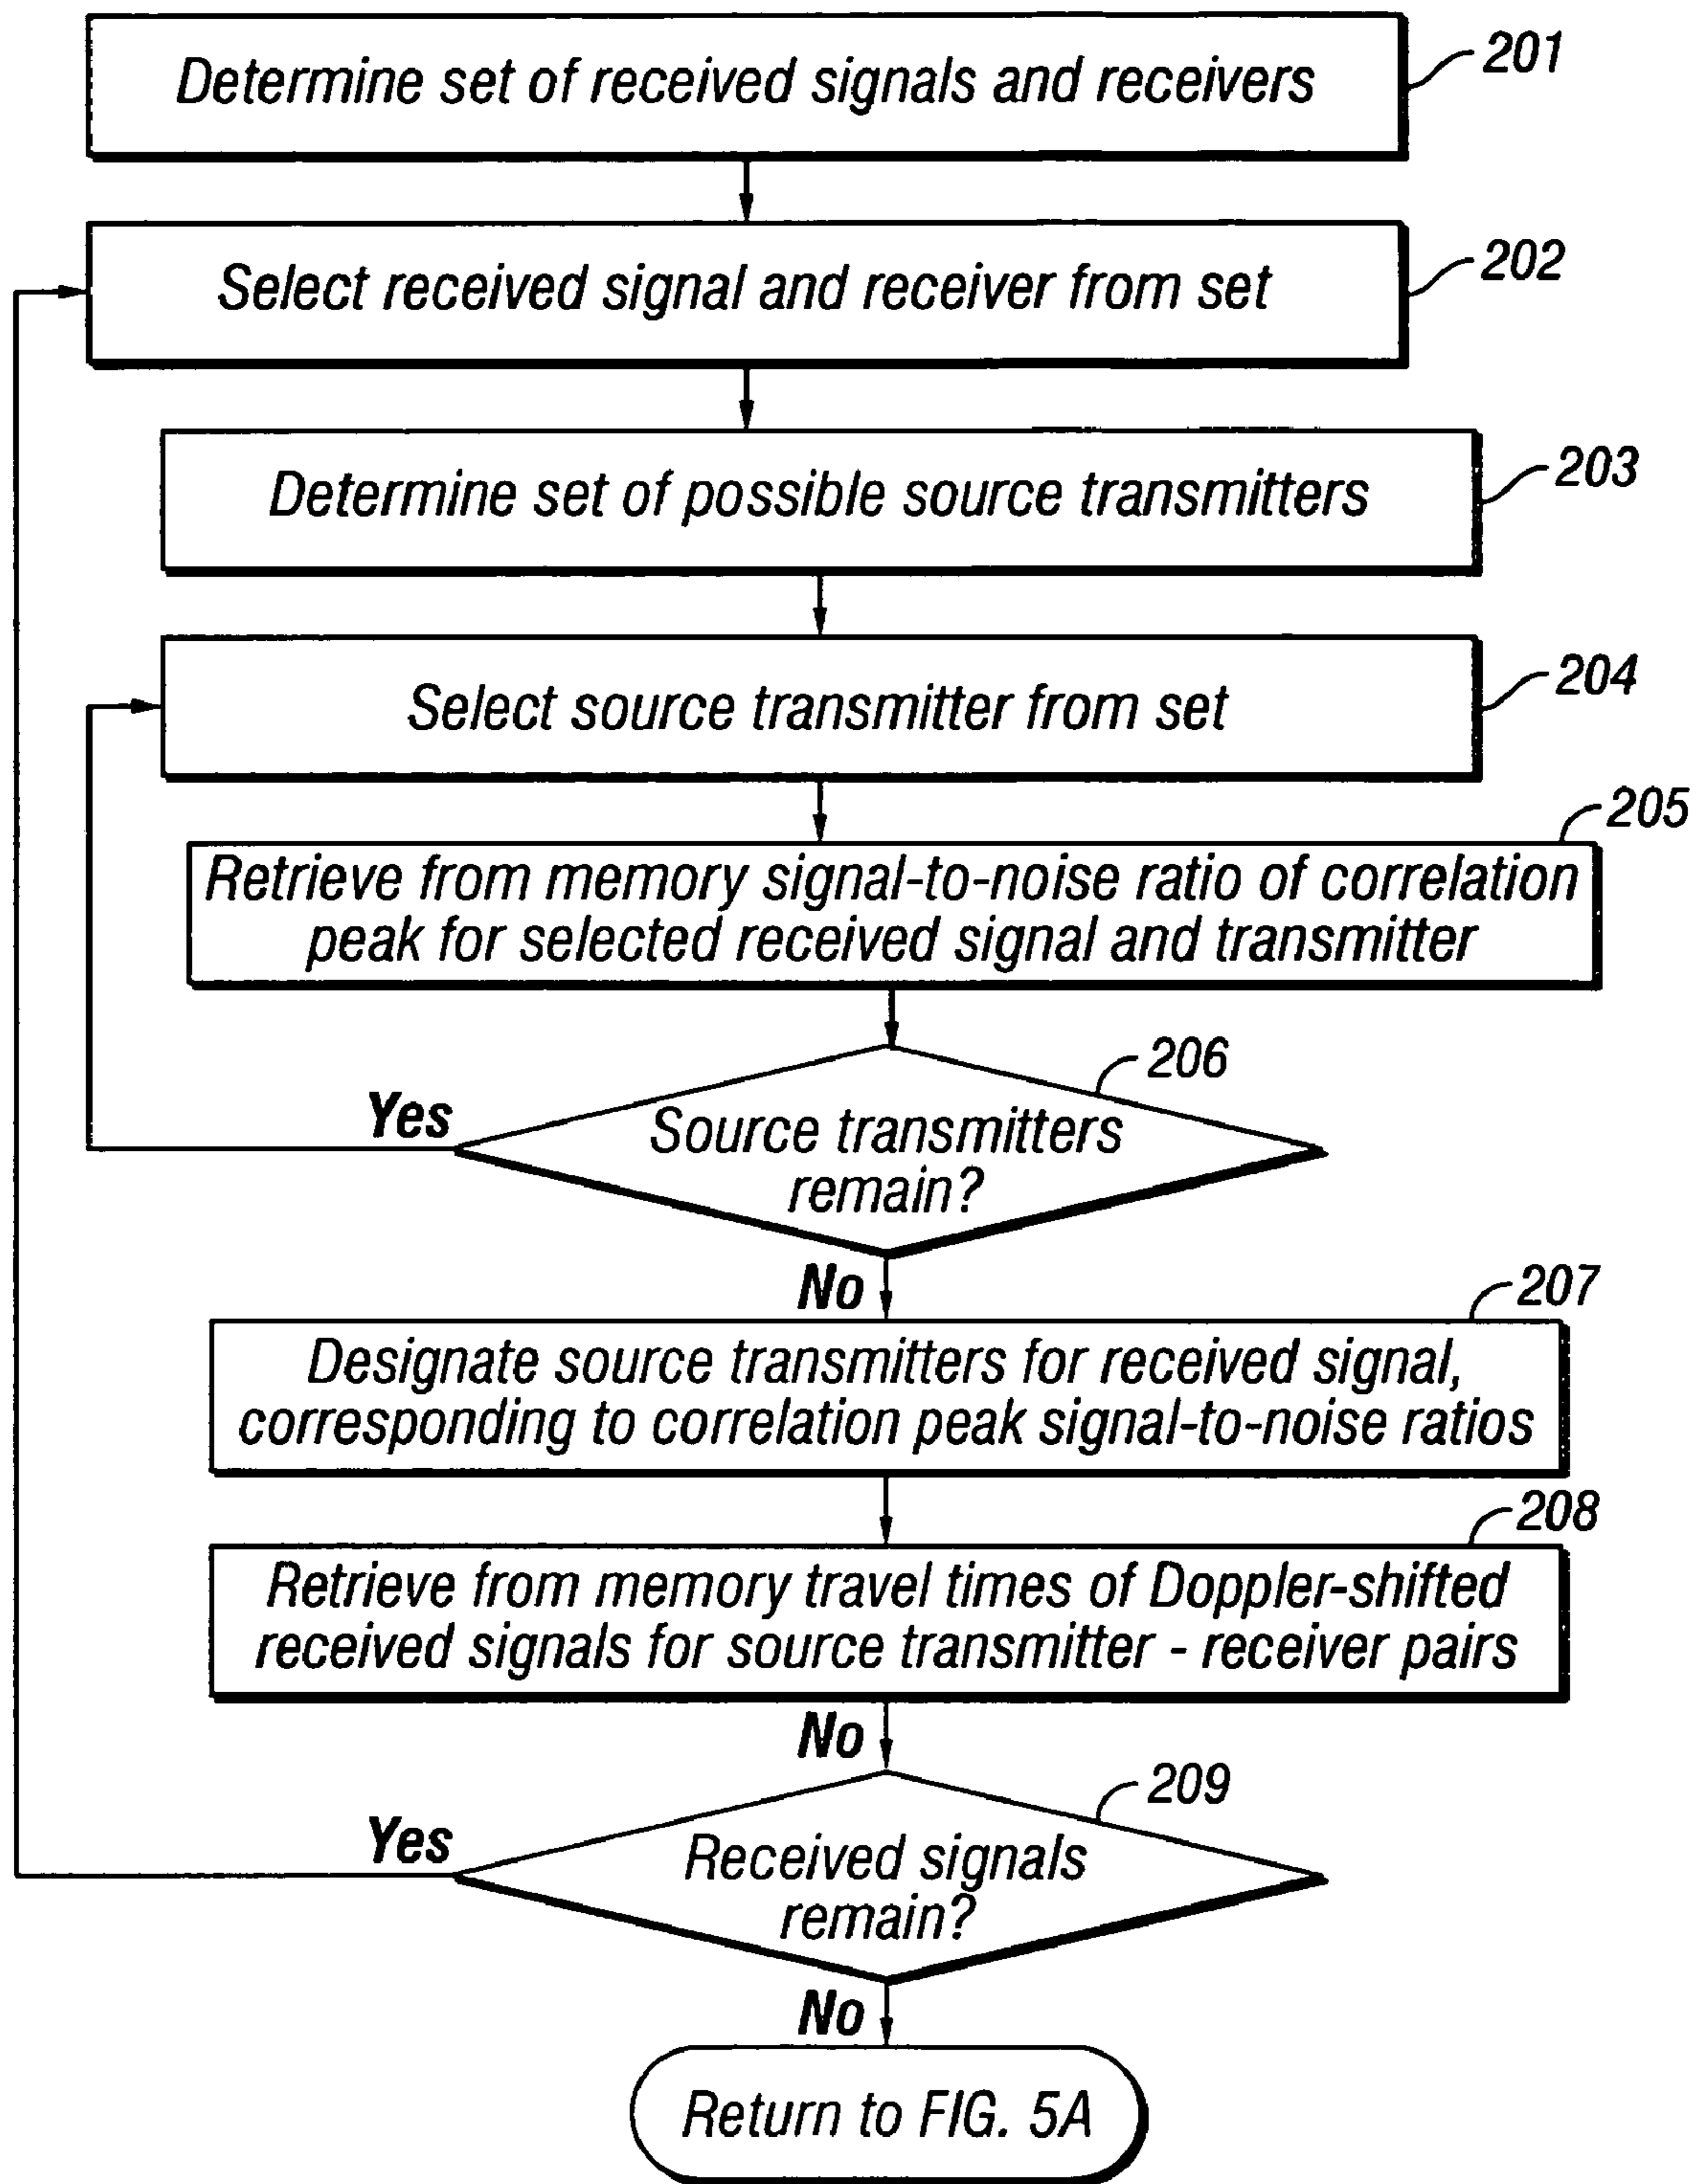 Determine set of received signals and receivers
201
Select received signal and receiver from set
202
Determine set of possible source transmitters
203
Select source transmitter from set
204
205
Retrieve from memory signal-to-noise ratio of correlation
peak for selected received signal and transmitter
206
Yes
Source transmitters
remain?
No
207
Designate source transmitters for received signal,
corresponding to correlation peak signal-to-noise ratios
208
Retrieve from memory travel times of Doppler-shifted
received signals for source transmitter - receiver pairs
No
209
Yes
Received signals
remain?
No
Return to FIG. 5A